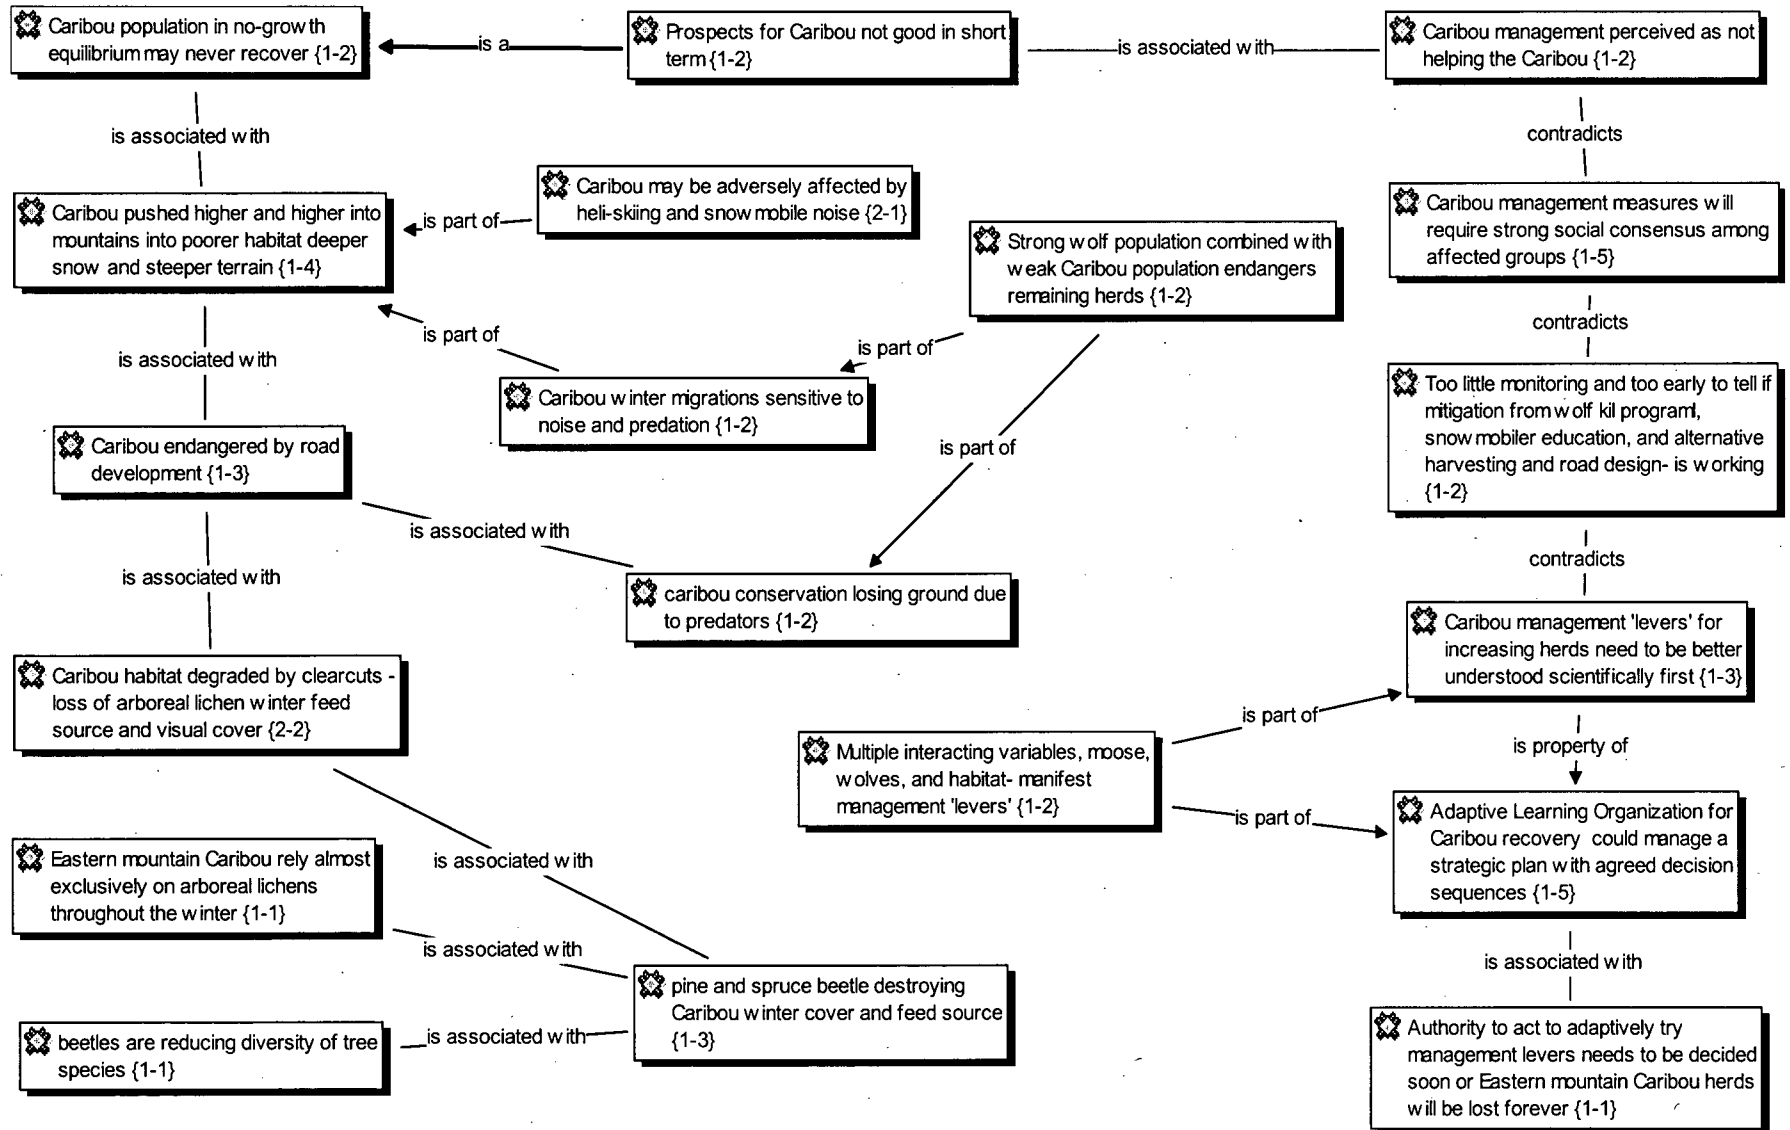 Caribou population in no-growth
equilibrium may never recover {1-2}
is a
Prospects for Caribou not good in short
term {1-2}
is associated with
Caribou management perceived as not
helping the Caribou {1-2}
is associated with
contradicts
Caribou pushed higher and higher into
mountains into poorer habitat deeper
snow and steeper terrain {1-4}
is part of
Caribou may be adversely affected by
heli-skiing and snowmobile noise {2-1}
Strong wolf population combined with
weak Caribou population endangers
remaining herds {1-2}
Caribou management measures will
require strong social consensus among
affected groups {1-5}
is associated with
is part of
is part of
contradicts
Caribou winter migrations sensitive to
noise and predation {1-2}
is part of
Too little monitoring and too early to tell if
mitigation from wolf kil program,
snowmobiler education, and alternative
harvesting and road design- is working
{1-2}
Caribou endangered by road
development {1-3}
is associated with
is associated with
contradicts
caribou conservation losing ground due
to predators {1-2}
Caribou management 'levers' for
increasing herds need to be better
understood scientifically first {1-3}
Caribou habitat degraded by clearcuts -
loss of arboreal lichen winter feed
source and visual cover {2-2}
is part of
is property of
Multiple interacting variables, moose,
wolves, and habitat- manifest
management 'levers' {1-2}
is part of
Adaptive Learning Organization for
Caribou recovery could manage a
strategic plan with agreed decision
sequences {1-5}
is associated with
Eastern mountain Caribou rely almost
exclusively on arboreal lichens
throughout the winter {1-1}
is associated with
is associated with
pine and spruce beetle destroying
Caribou winter cover and feed source
{1-3}
beetles are reducing diversity of tree
species {1-1}
is associated with
Authority to act to adaptively try
management levers needs to be decided
soon or Eastern mountain Caribou herds
will be lost forever {1-1}